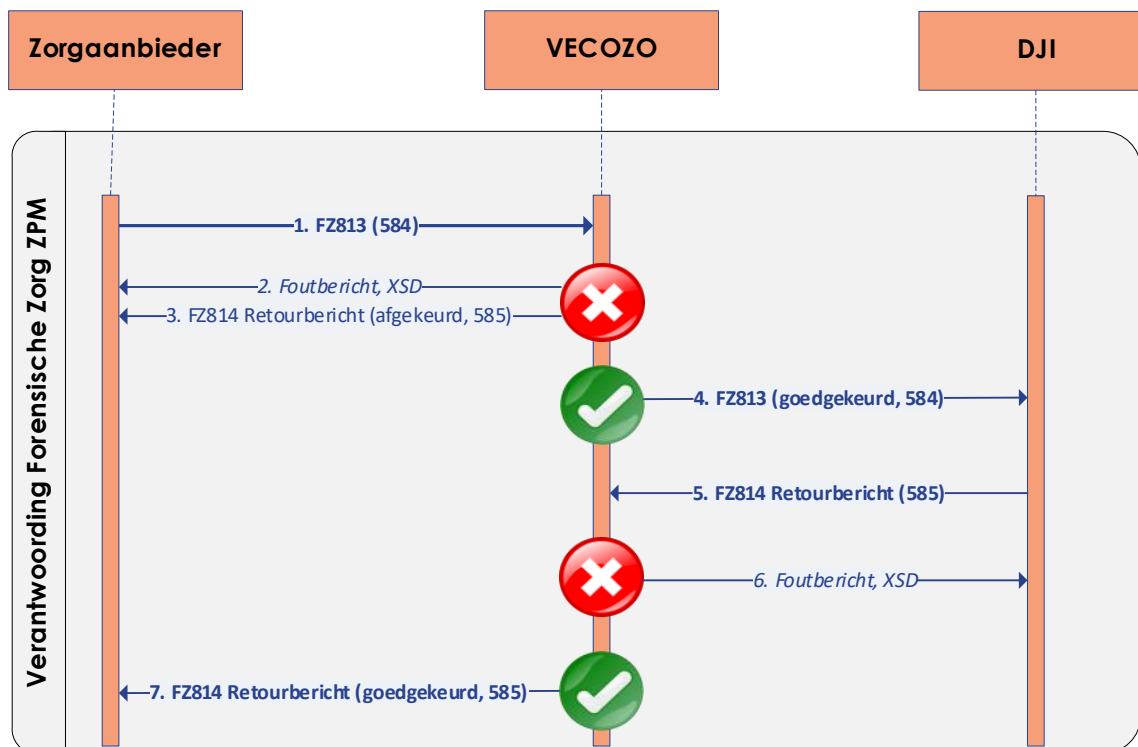 Zorgaanbieder
VECOZO
DJI
Verantwoording Forensische Zorg ZPM
1. FZ813 (584)
2. Foutbericht, XSD
3. FZ814 Retourbericht (afgekeurd, 585)
4. FZ813 (goedgekeurd, 584)
5. FZ814 Retourbericht (585)
6. Foutbericht, XSD
7. FZ814 Retourbericht (goedgekeurd, 585)